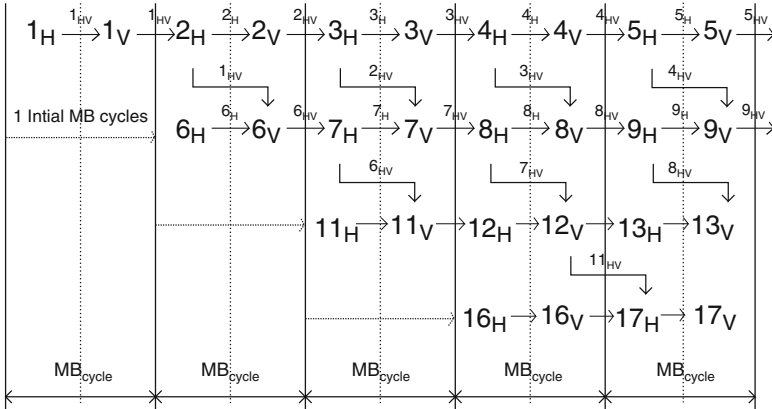 1HV 1HV 2H 2HV 3H 3HV 4H 4HV 5H 5HV
1H 1V 2H 2V 3H 3V 4H 4V 5H 5V
1HV 2HV 3HV 4HV
1 Intial MB cycles
6H 6HV 7H 7HV 8H 8HV 9H 9HV
6H 6V 7H 7V 8H 8V 9H 9V
6HV 7HV 8HV
11H 11V 12H 12V 13H 13V
11HV
16H 16V 17H 17V
MBcycle MBcycle MBcycle MBcycle MBcycle